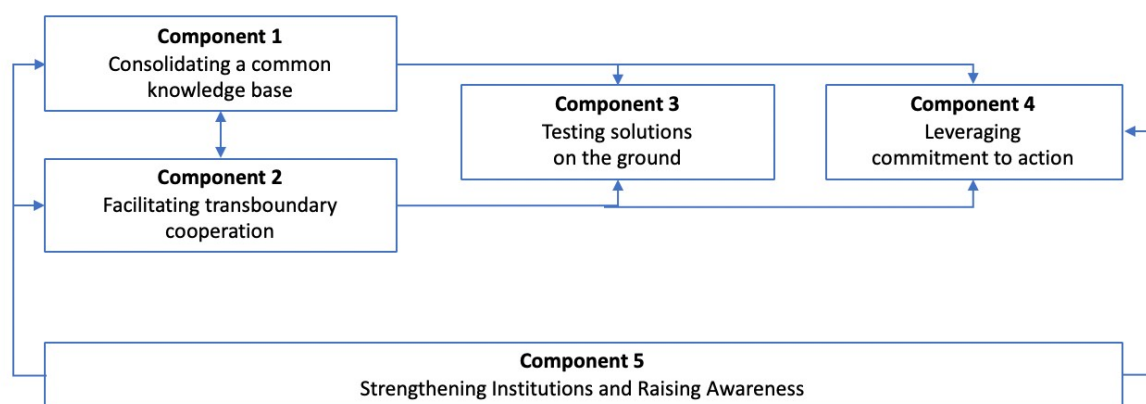 Component 1
Consolidating a common
knowledge base
Component 2
Facilitating transboundary
cooperation
Component 3
Testing solutions
on the ground
Component 4
Leveraging
commitment to action
Component 5
Strengthening Institutions and Raising Awareness